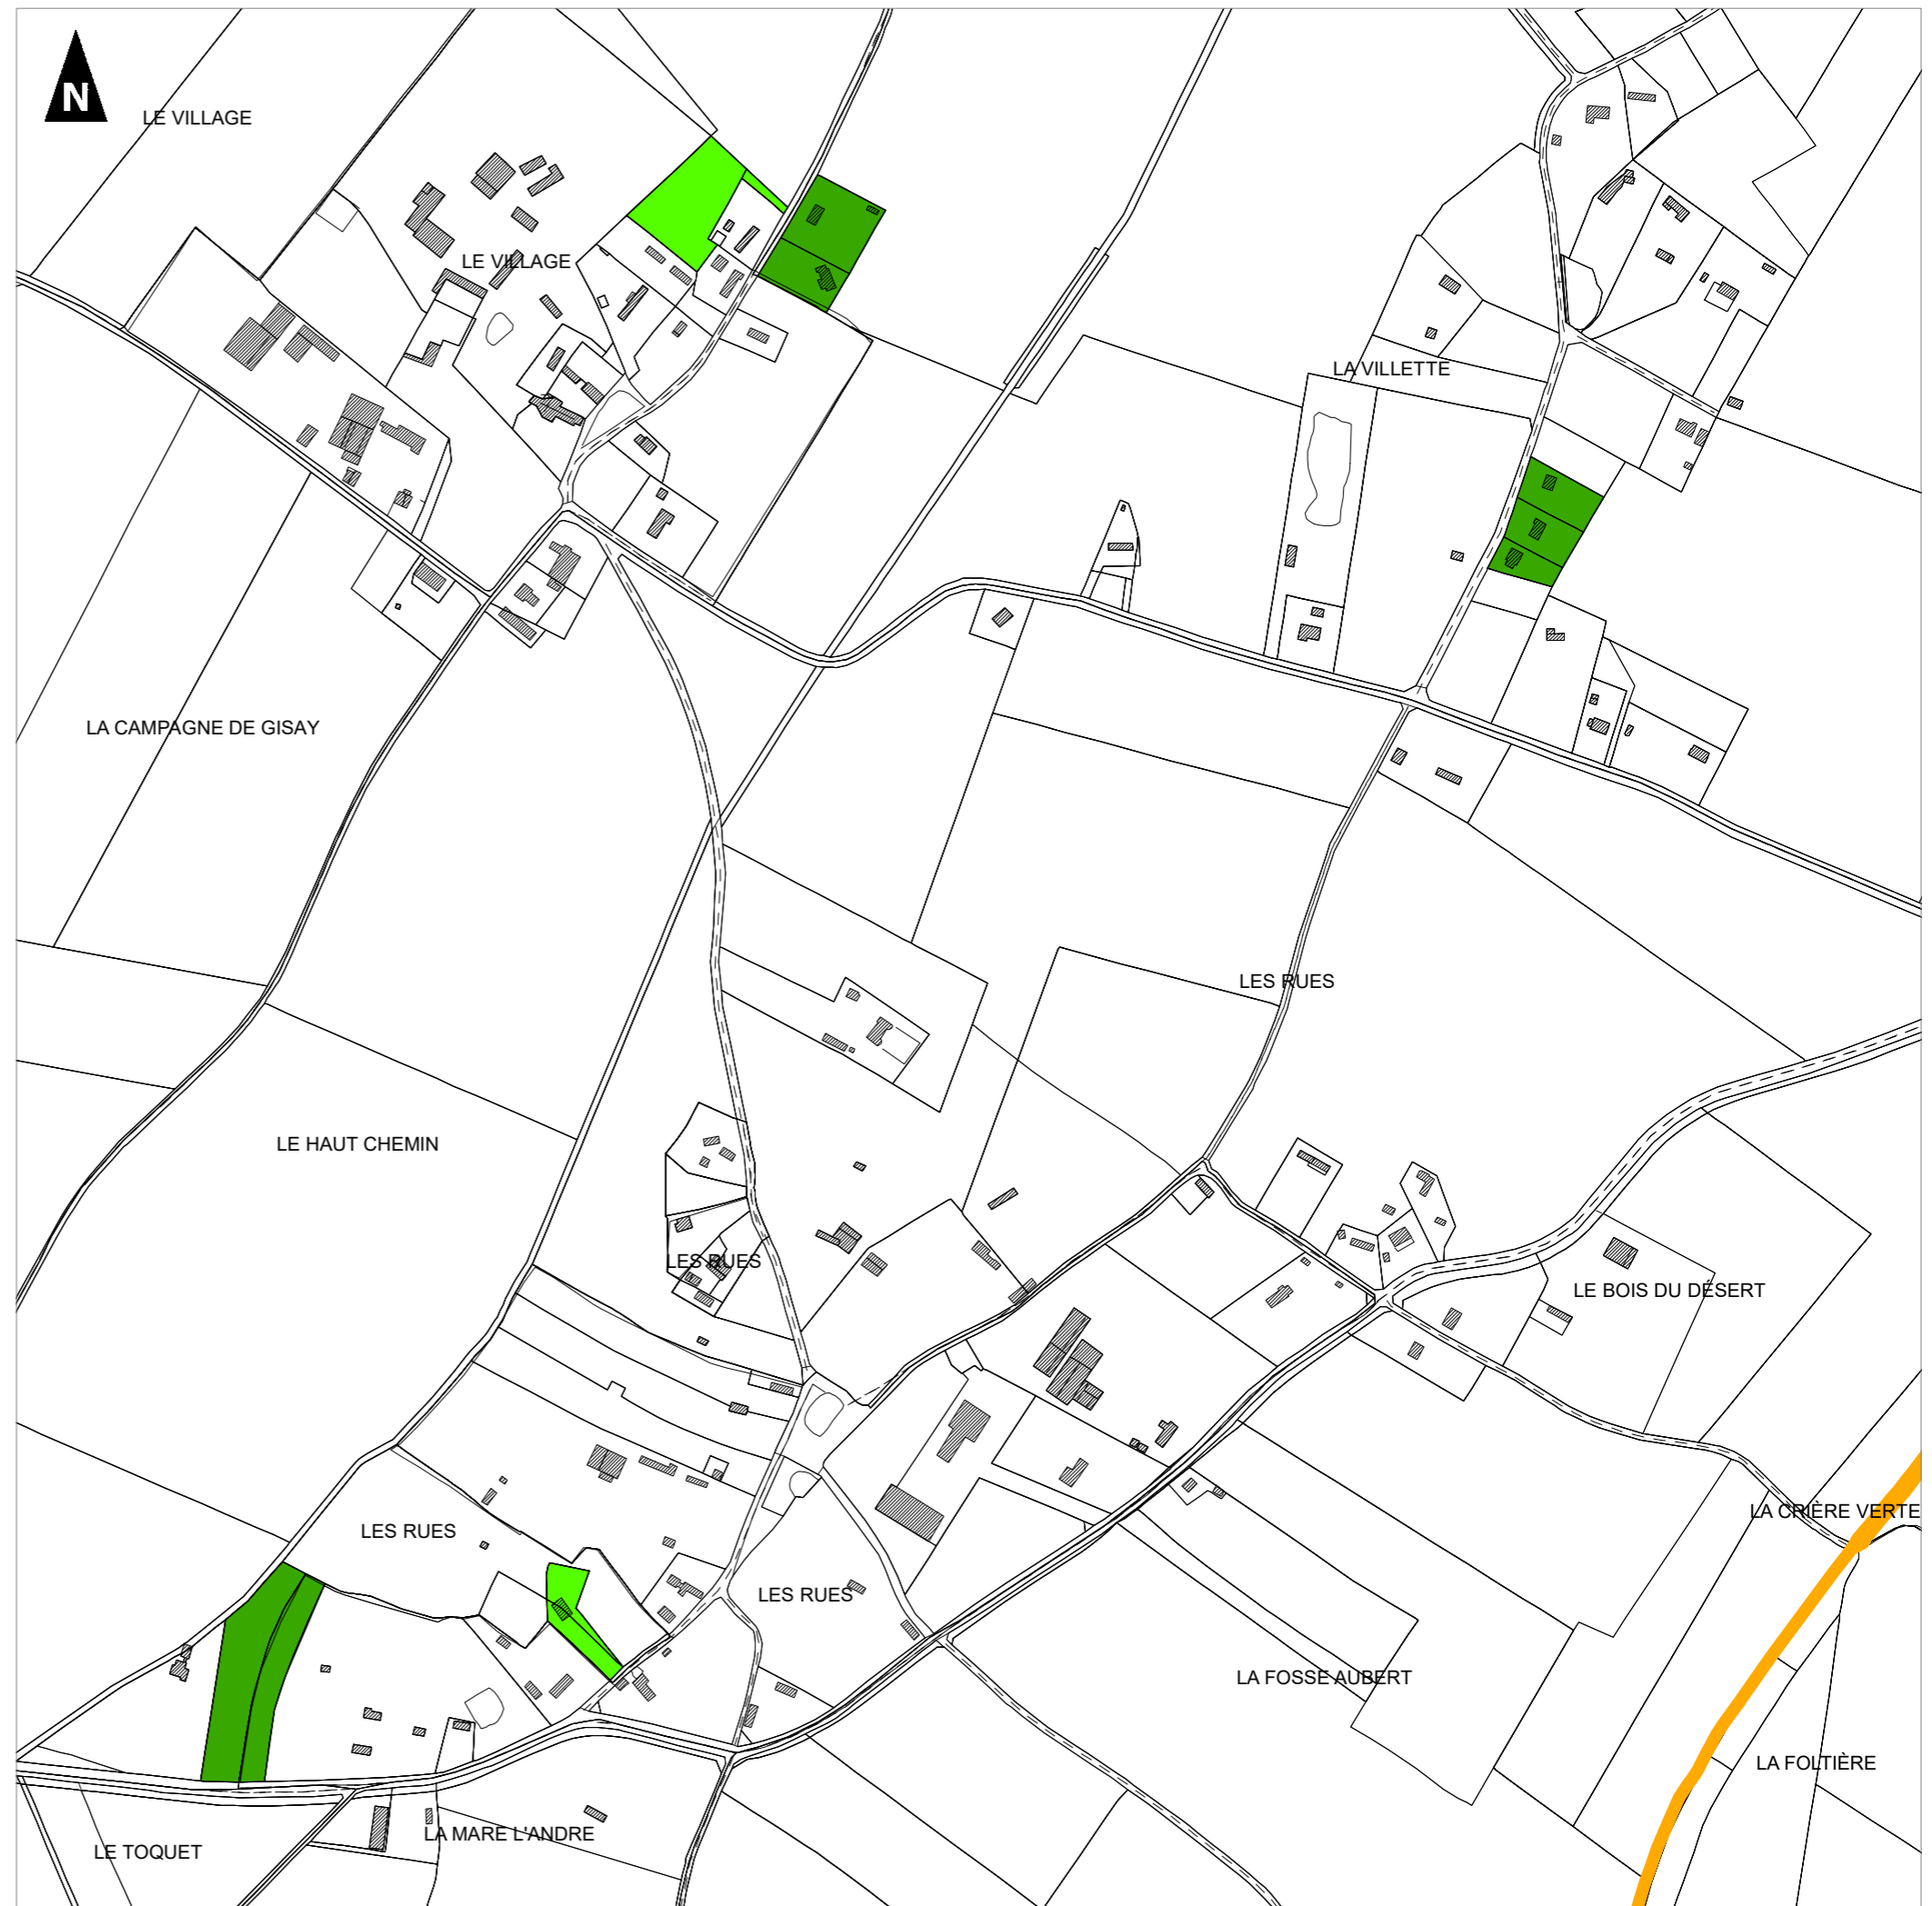 N
LE VILLAGE
LE VILLAGE
LA VILLETTE
LA CAMPAGNE DE GISAY
LES RUES
LE HAUT CHEMIN
LES RUES
LE BOIS DU DÉSERT
LA CRIÈRE VERTE
LES RUES
LES RUES
LA FOSSE AUBERT
LA FOLTIÈRE
LA MARE L'ANDRE
LE TOQUET